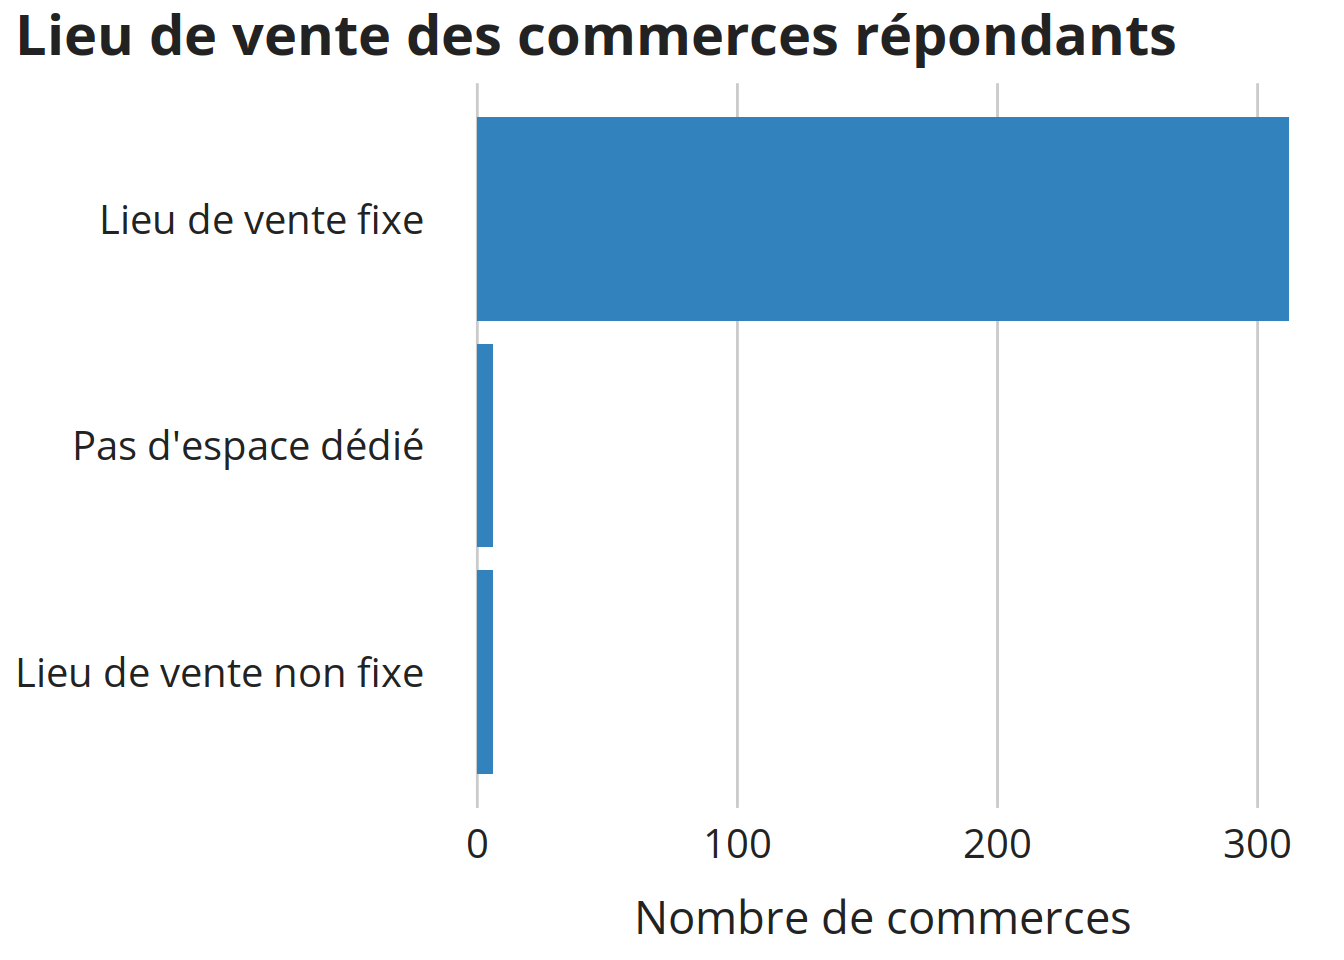 Lieu de vente des commerces répondants
Lieu de vente fixe
Pas d'espace dédié
Lieu de vente non fixe
0 100 200 300
Nombre de commerces